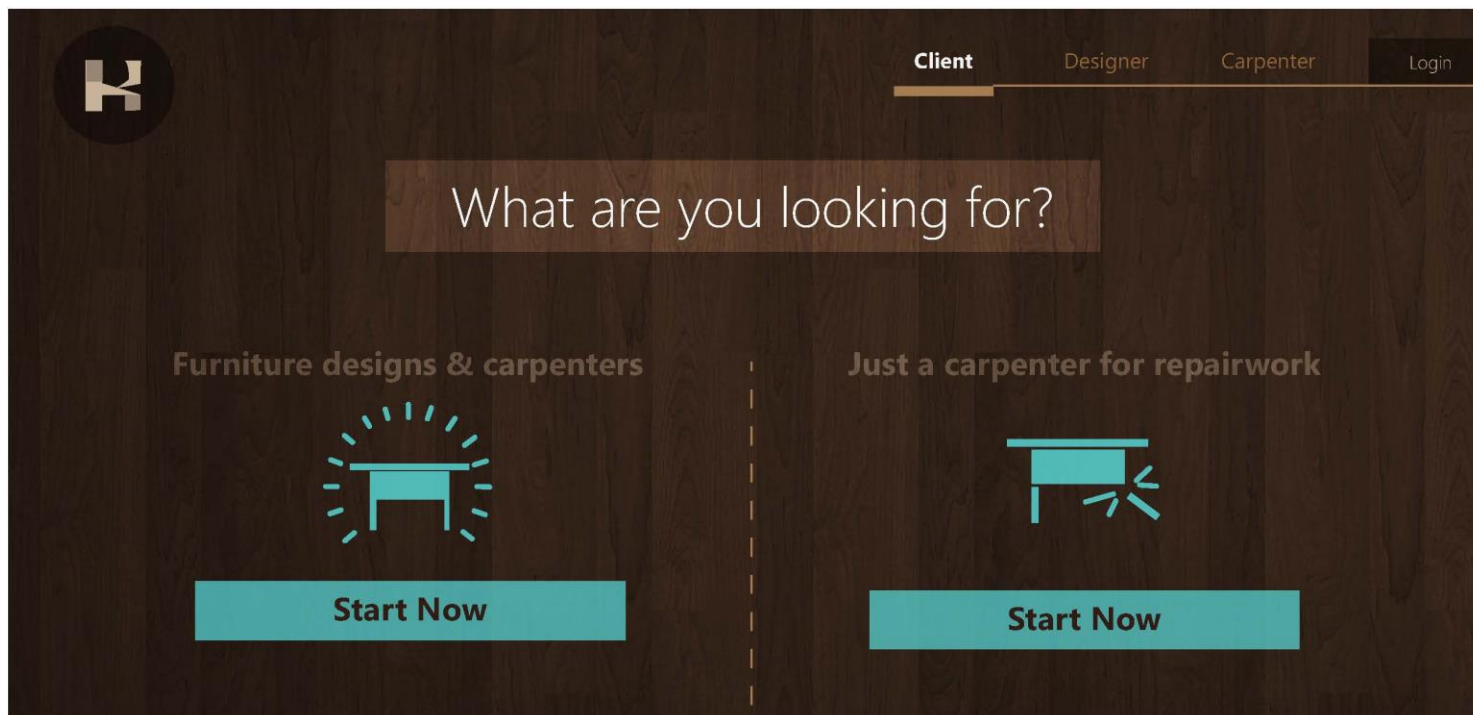 Client
Designer
Carpenter
Login
What are you looking for?
Furniture designs & carpenters
Just a carpenter for repairwork
Start Now
Start Now